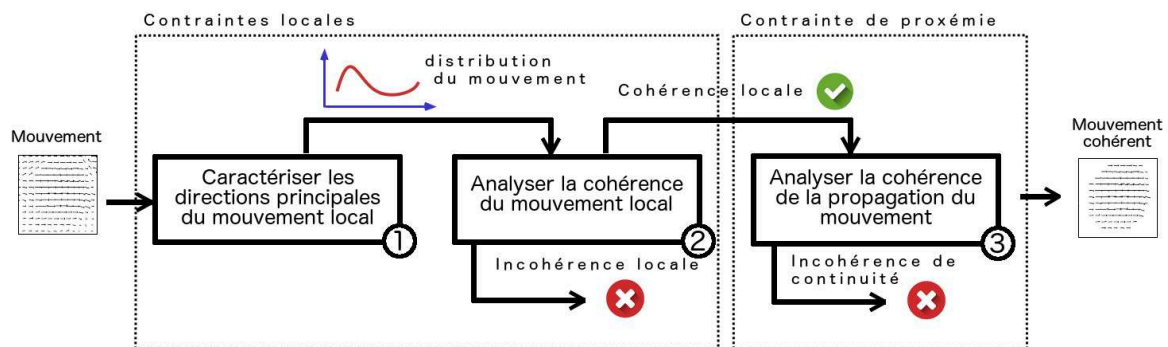 Contraintes locales
Contrainte de proxémie
distribution
du mouvement
Cohérence locale
Mouvement
Mouvement
cohérent
Caractériser les
directions principales
du mouvement local
1
Analyser la cohérence
du mouvement local
2
Analyser la cohérence
de la propagation du
mouvement
3
Incohérence locale
Incohérence de
continuité